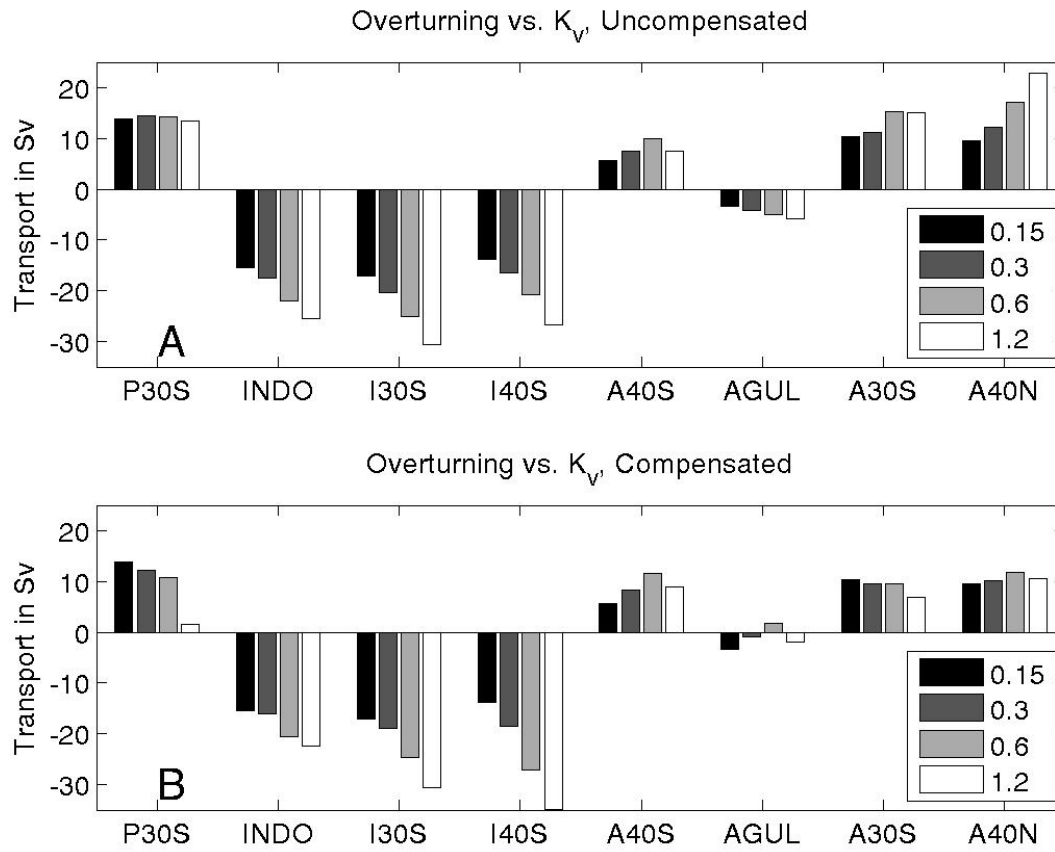 Overturning vs. Kv, Uncompensated
Transport in Sv
20
10
0
-10
-20
-30
A
0.15
0.3
0.6
1.2
P30S INDO I30S I40S A40S AGUL A30S A40N
Overturning vs. Kv, Compensated
Transport in Sv
20
10
0
-10
-20
-30
B
0.15
0.3
0.6
1.2
P30S INDO I30S I40S A40S AGUL A30S A40N